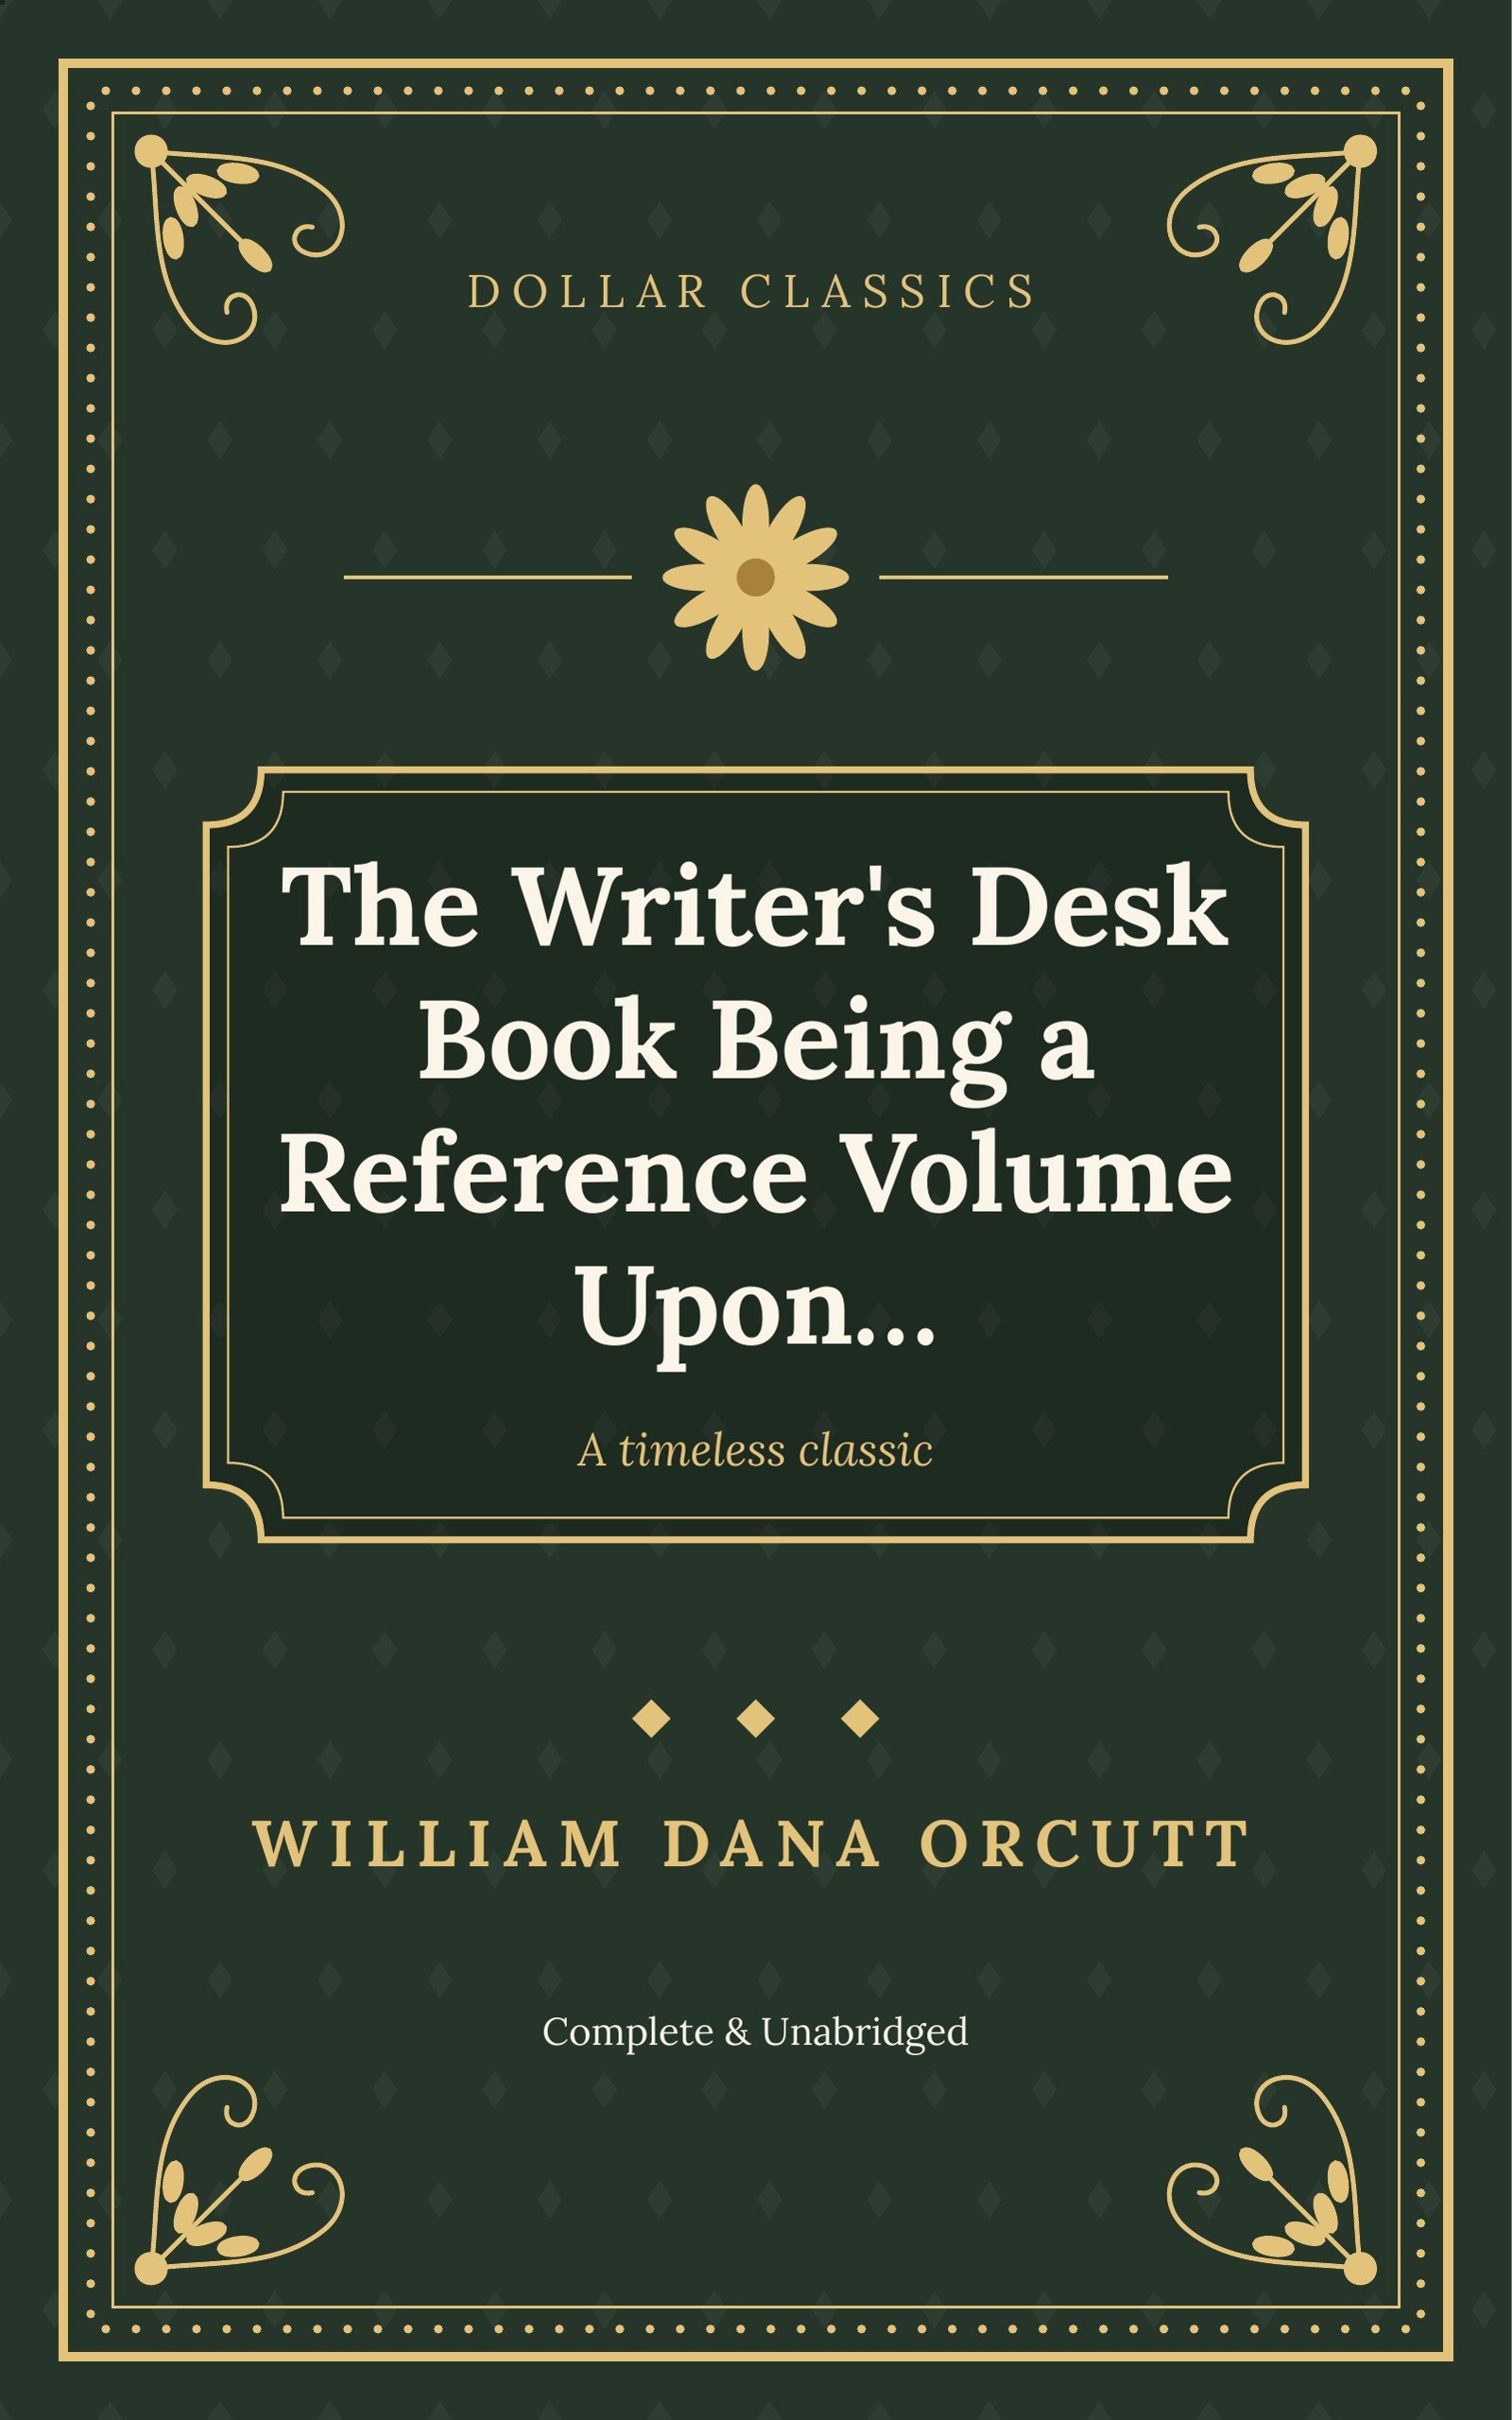 DOLLAR CLASSICS
The Writer's Desk
Book Being a
Reference Volume
Upon...
A timeless classic
WILLIAM DANA ORCUTT
Complete & Unabridged